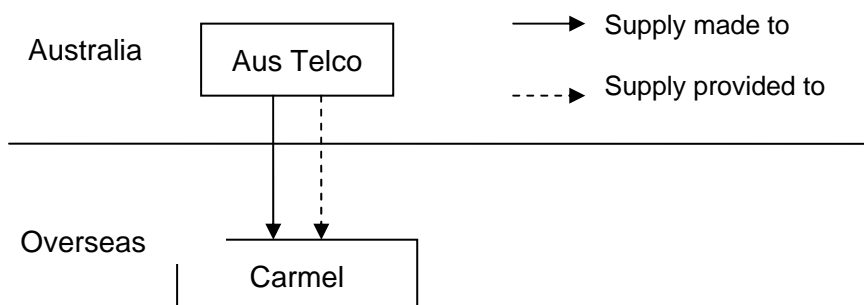 Australia
Aus Telco
Supply made to
Supply provided to
Overseas
Carmel